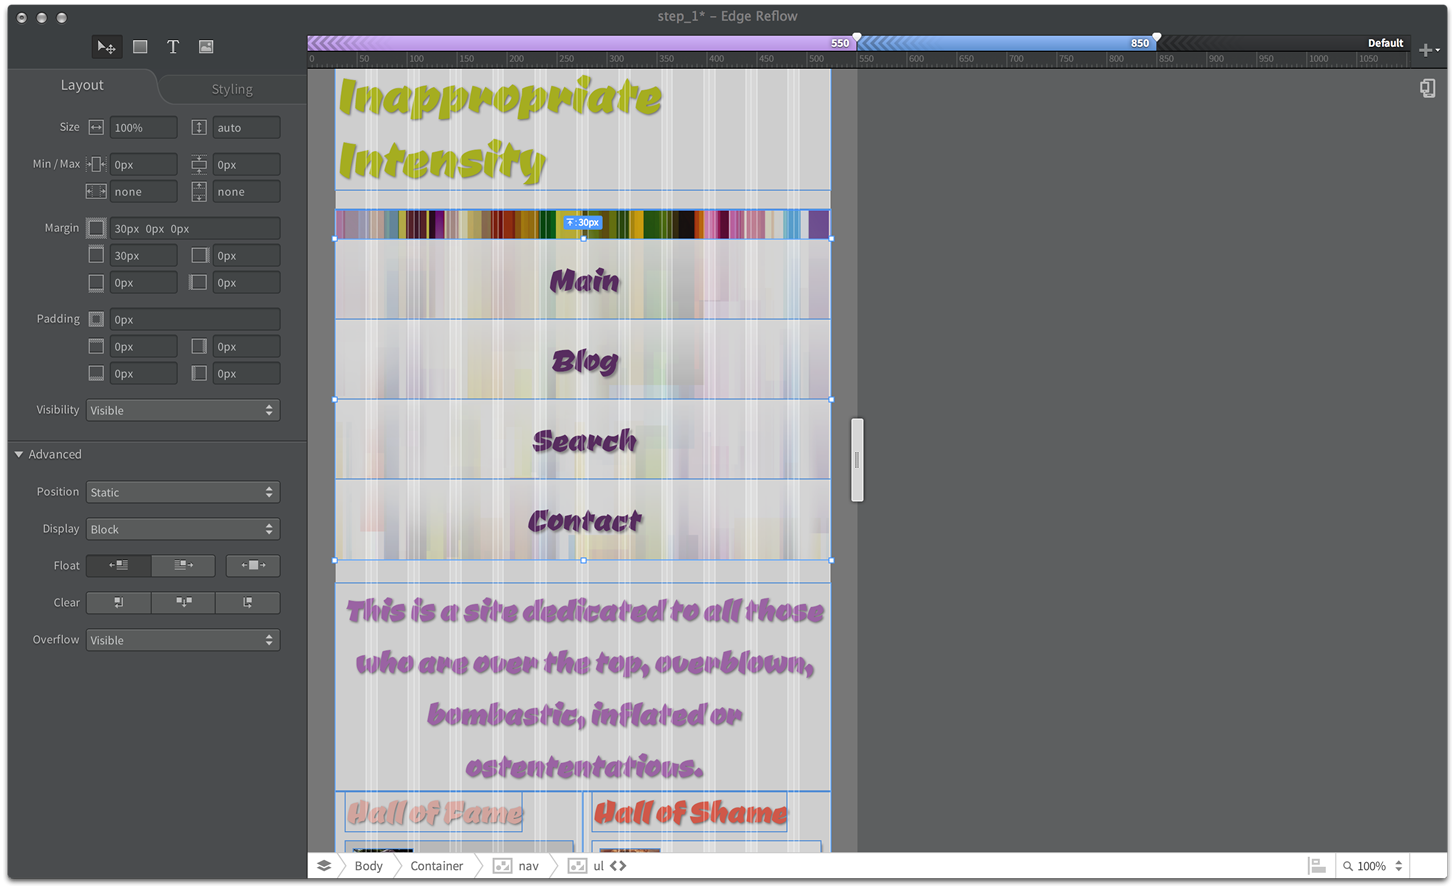 step_1* – Edge Reflow
550 850 Default
0 50 100 150 200 250 300 350 400 450 500 550 600 650 700 750 800 850 900 950 1000 1050
Layout Styling
Size 100% auto
Min / Max 0px 0px
none none
Margin 30px 0px 0px
30px 0px
0px 0px
Padding 0px
0px 0px
0px 0px
Visibility Visible
Advanced
Position Static
Display Block
Float
Clear
Overflow Visible
Inappropriate
Intensity
: 30px
Main
Blog
Search
Contact
This is a site dedicated to all those
who are over the top, overblown,
bombastic, inflated or
ostententatious.
Hall of Fame Hall of Shame
Body Container nav ul 100%